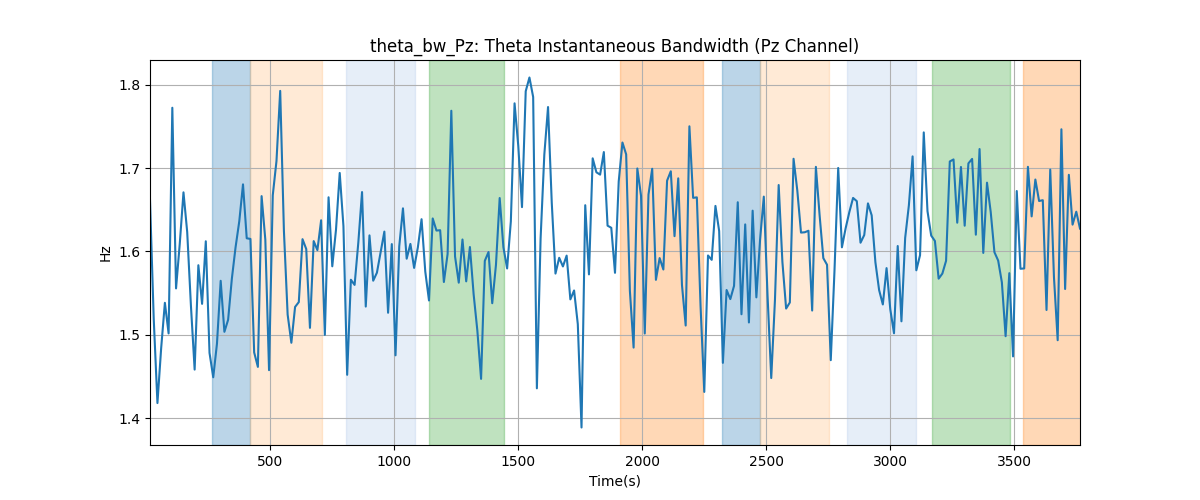 theta_bw_Pz: Theta Instantaneous Bandwidth (Pz Channel)
1.8
1.7
1.6
1.5
1.4
Hz
500 1000 1500 2000 2500 3000 3500
Time(s)